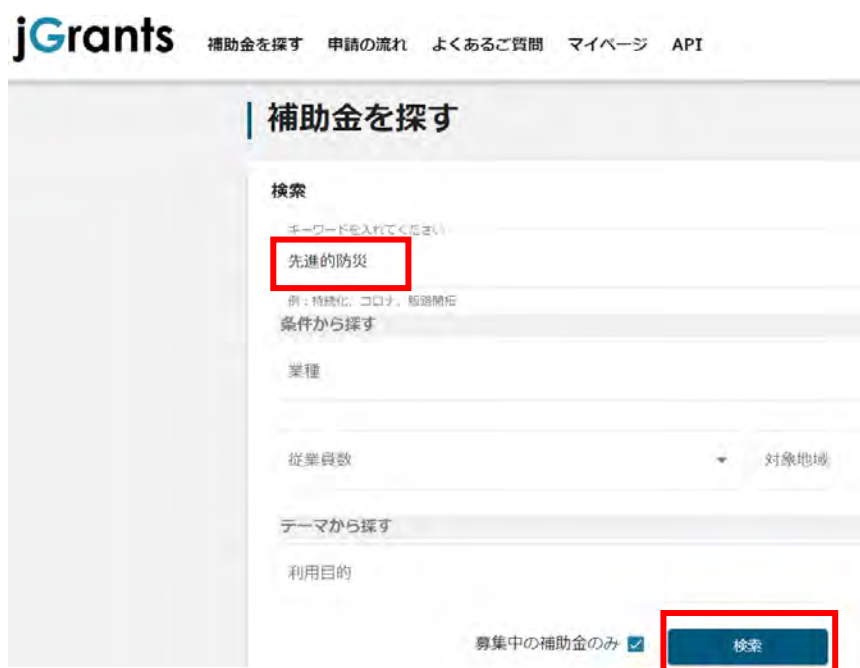 jGrants 補助金を探す 申請の流れ よくあるご質問 マイページ API
補助金を探す
検索
キーワードを入れてください
先進的防災
例：持続化、コロナ、販路開拓
条件から探す
業種
従業員数 対象地域
テーマから探す
利用目的
募集中の補助金のみ 検索